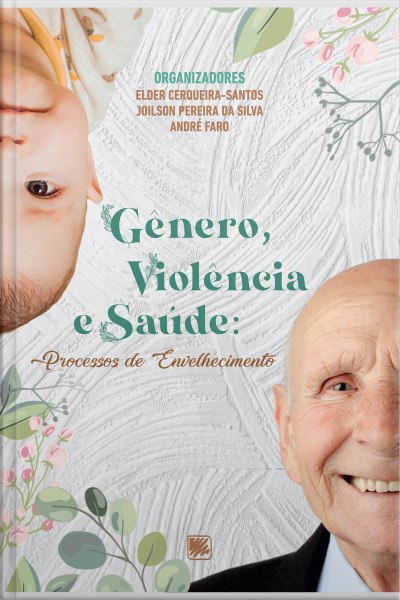 ORGANIZADORES
ELDER CERQUEIRA-SANTOS
JOILSON PEREIRA DA SILVA
ANDRÉ FARO
Gênero,
Violência
e Saúde:
Processos de Envelhecimento